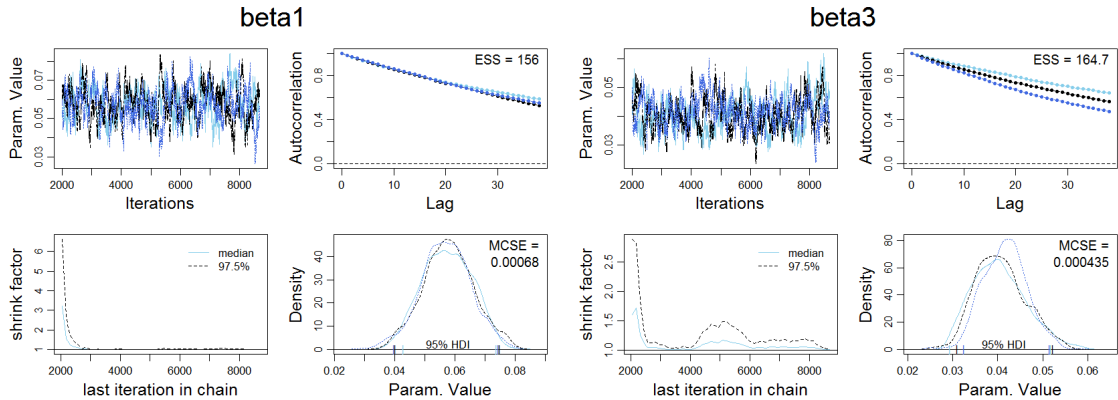 beta1
beta3
Param. Value
0.03 0.05 0.07
2000 4000 6000 8000
Iterations
Autocorrelation
0.0 0.4 0.8
ESS = 156
0 10 20 30
Lag
Param. Value
0.03 0.05
2000 4000 6000 8000
Iterations
Autocorrelation
0.0 0.4 0.8
ESS = 164.7
0 10 20 30
Lag
shrink factor
1 2 3 4 5 6
median
97.5%
2000 4000 6000 8000
last iteration in chain
Density
0 10 20 30 40
MCSE =
0.00068
95% HDI
0.02 0.04 0.06 0.08
Param. Value
shrink factor
1.0 1.5 2.0 2.5
median
97.5%
2000 4000 6000 8000
last iteration in chain
Density
0 20 40 60 80
MCSE =
0.000435
95% HDI
0.02 0.03 0.04 0.05 0.06
Param. Value